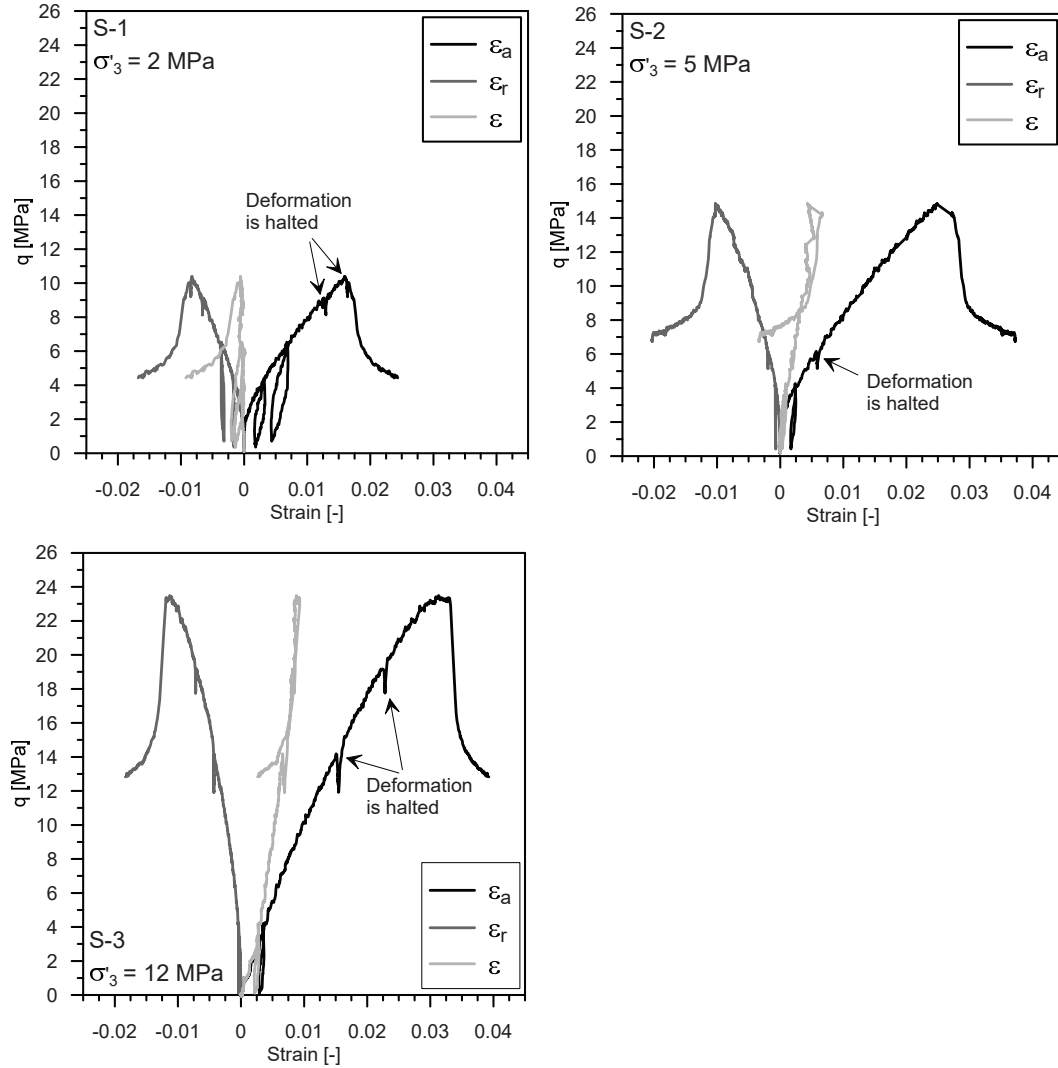 S-1
σ'3 = 2 MPa
εa
εr
ε
Deformation
is halted
q [MPa]
26
24
22
20
18
16
14
12
10
8
6
4
2
0
-0.02 -0.01 0 0.01 0.02 0.03 0.04
Strain [-]
S-2
σ'3 = 5 MPa
εa
εr
ε
Deformation
is halted
q [MPa]
26
24
22
20
18
16
14
12
10
8
6
4
2
0
-0.02 -0.01 0 0.01 0.02 0.03 0.04
Strain [-]
26
24
22
20
18
16
14
12
10
8
6
4
2
0
q [MPa]
Deformation
is halted
S-3
σ'3 = 12 MPa
εa
εr
ε
-0.02 -0.01 0 0.01 0.02 0.03 0.04
Strain [-]